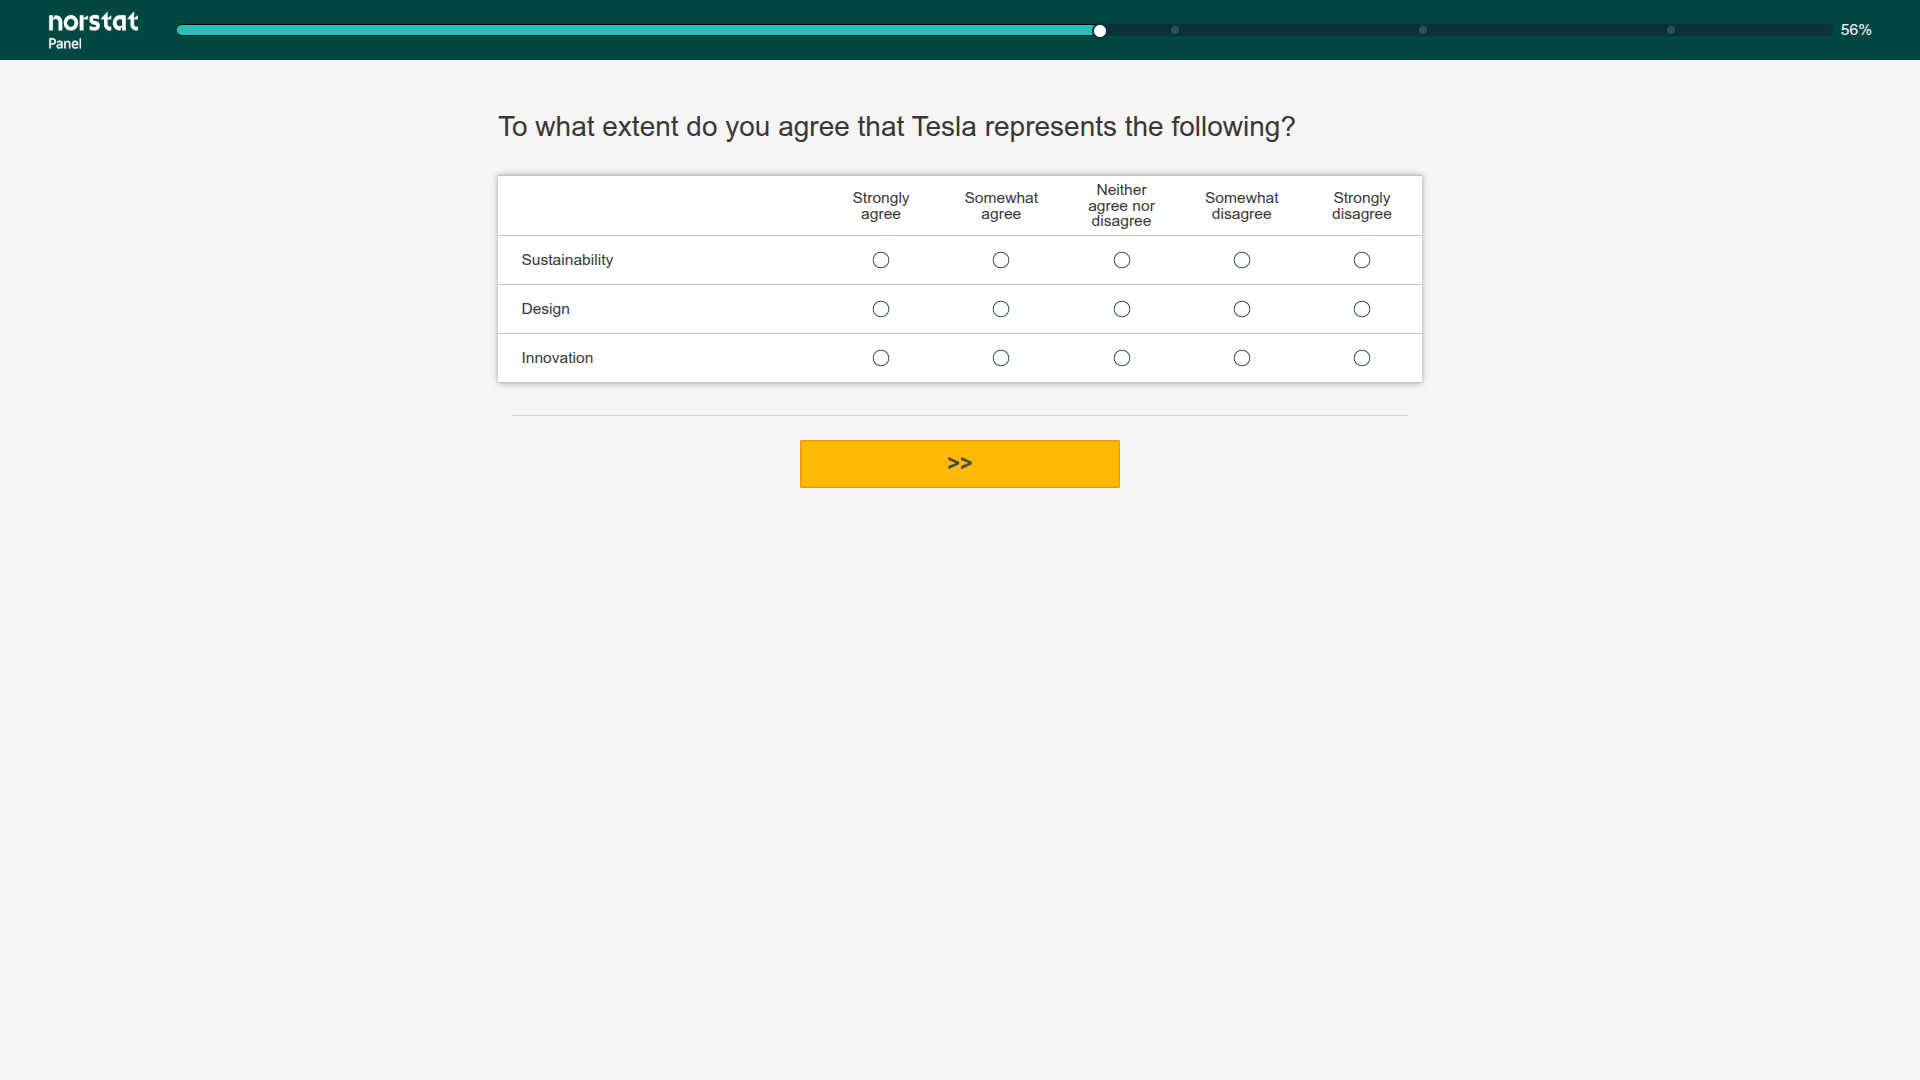 norstat
Panel
56%
To what extent do you agree that Tesla represents the following?
Strongly agree
Somewhat agree
Neither agree nor disagree
Somewhat disagree
Strongly disagree
Sustainability
Design
Innovation
>>